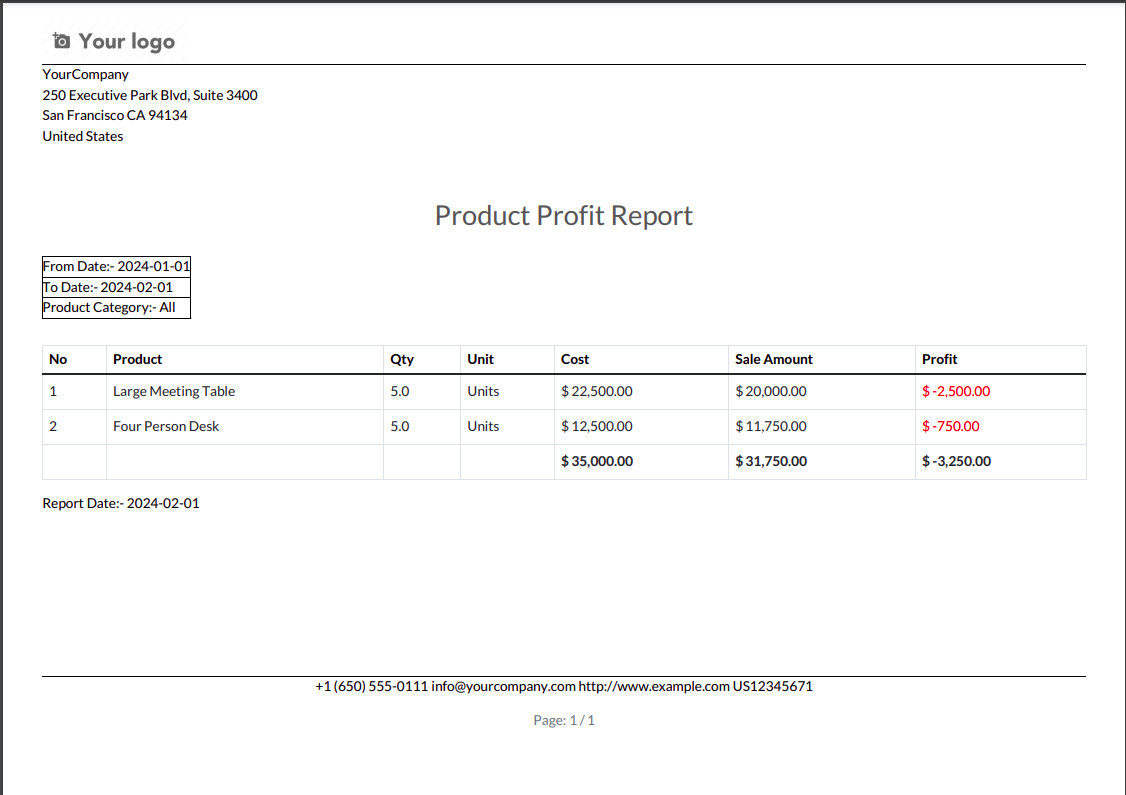 Your logo
YourCompany
250 Executive Park Blvd, Suite 3400
San Francisco CA 94134
United States
Product Profit Report
From Date:- 2024-01-01
To Date:- 2024-02-01
Product Category:- All
No Product Qty Unit Cost Sale Amount Profit
1 Large Meeting Table 5.0 Units $ 22,500.00 $ 20,000.00 $ -2,500.00
2 Four Person Desk 5.0 Units $ 12,500.00 $ 11,750.00 $ -750.00
$ 35,000.00 $ 31,750.00 $ -3,250.00
Report Date:- 2024-02-01
+1 (650) 555-0111 info@yourcompany.com http://www.example.com US12345671
Page: 1 / 1